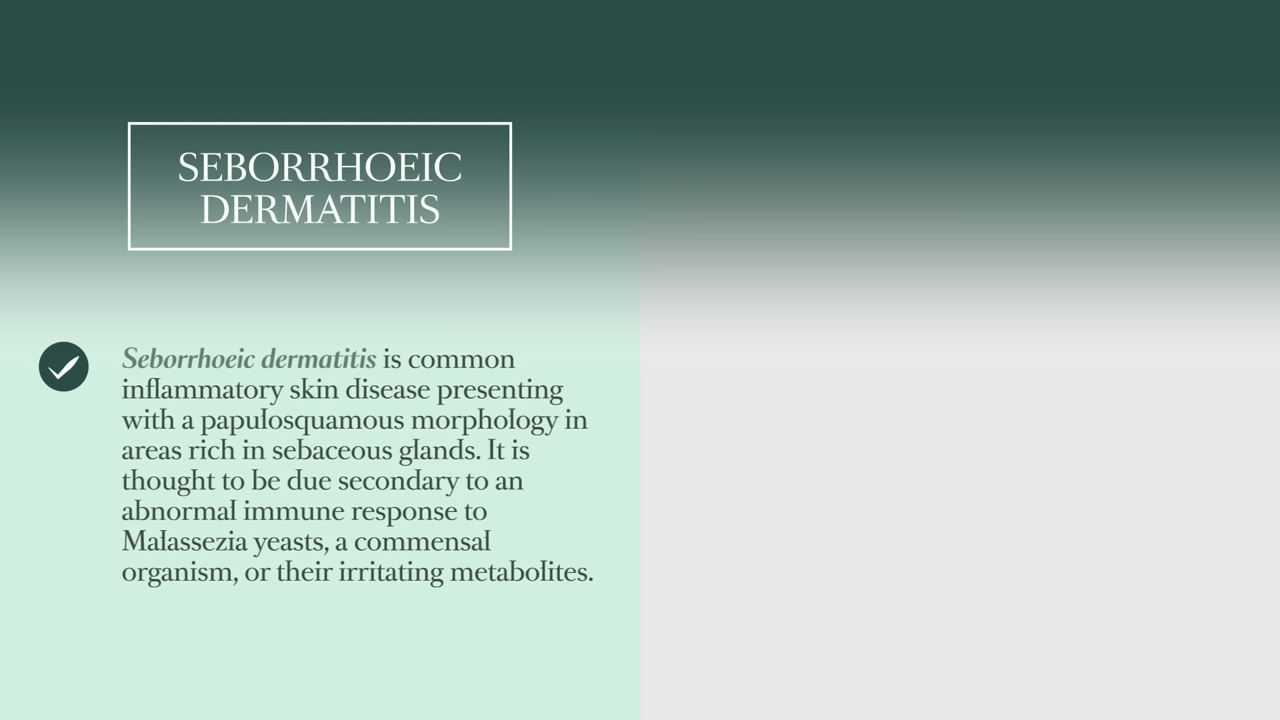 SEBORRHOEIC
DERMATITIS
Seborrhoeic dermatitis is common
inflammatory skin disease presenting
with a papulosquamous morphology in
areas rich in sebaceous glands. It is
thought to be due secondary to an
abnormal immune response to
Malassezia yeasts, a commensal
organism, or their irritating metabolites.